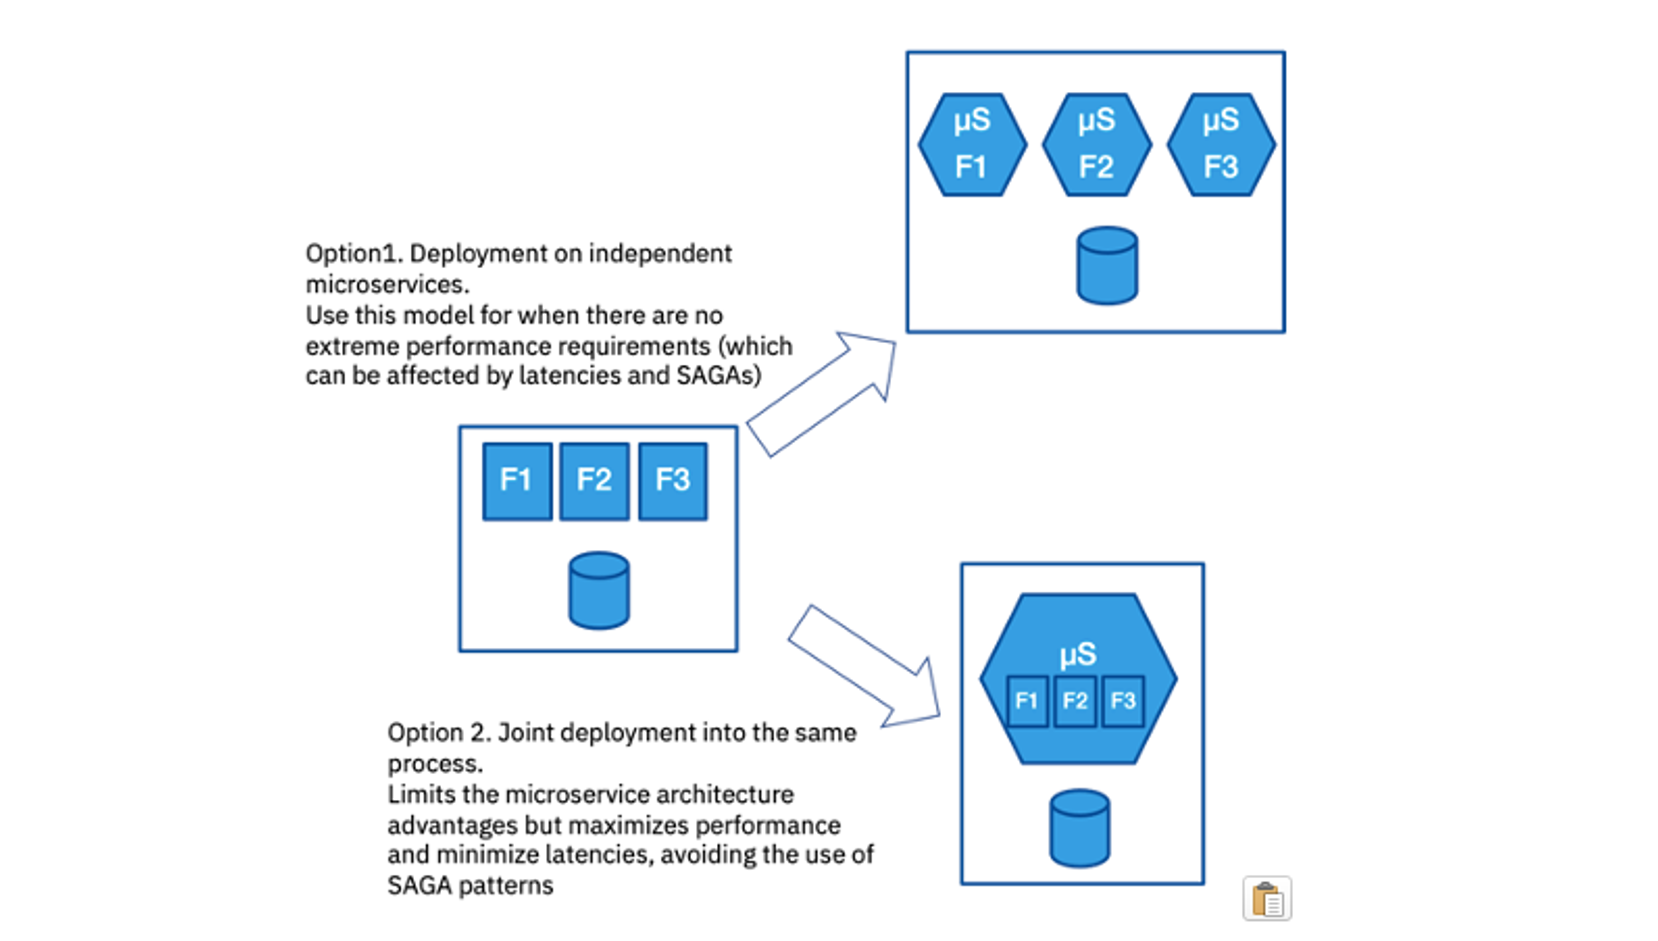 µS
F1
µS
F2
µS
F3
Option1. Deployment on independent
microservices.
Use this model for when there are no
extreme performance requirements (which
can be affected by latencies and SAGAs)
F1
F2
F3
µS
F1
F2
F3
Option 2. Joint deployment into the same
process.
Limits the microservice architecture
advantages but maximizes performance
and minimize latencies, avoiding the use of
SAGA patterns